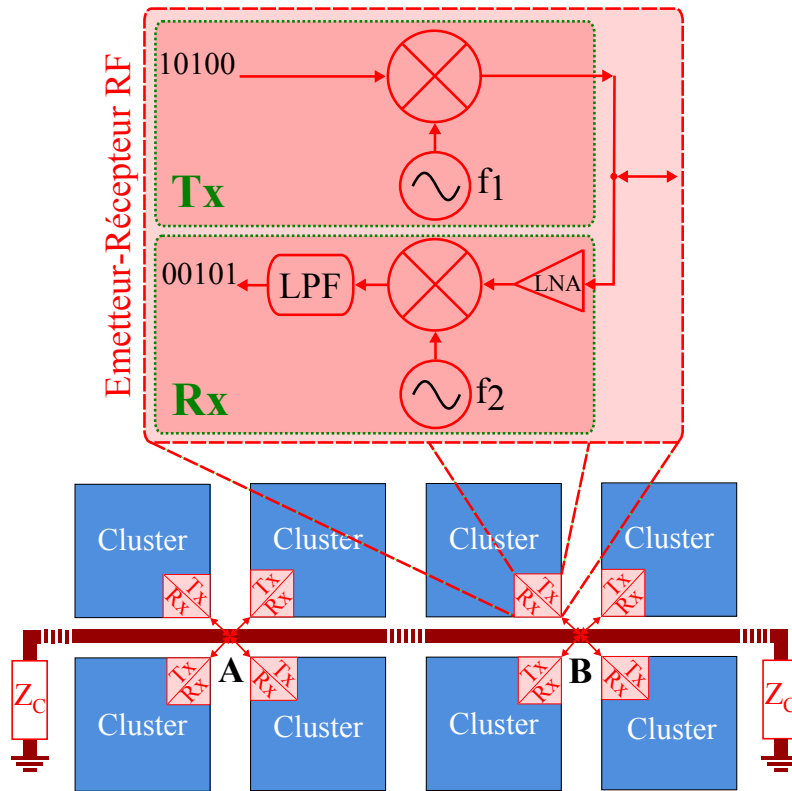 Emetteur-Récepteur RF
10100
f1
Tx
00101
LPF
LNA
f2
Rx
Cluster
Cluster
Cluster
Cluster
Tx
Rx
Tx
Rx
Tx
Rx
Tx
Rx
A
B
Tx
Rx
Tx
Rx
Tx
Rx
Tx
Rx
ZC
Cluster
Cluster
Cluster
Cluster
ZC